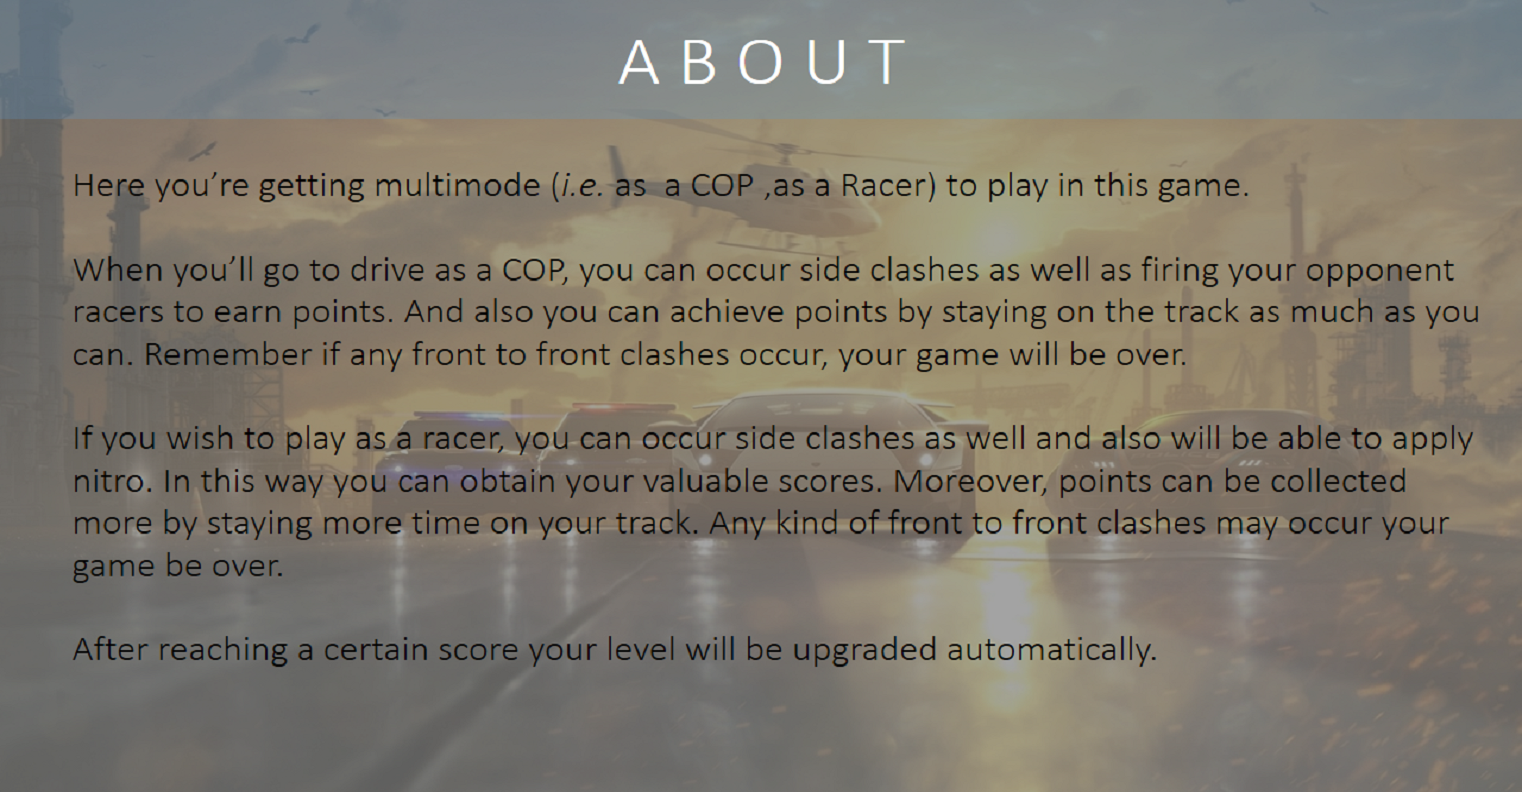 ABOUT
Here you're getting multimode (i.e. as a COP ,as a Racer) to play in this game.
When you'll go to drive as a COP, you can occur side clashes as well as firing your opponent
racers to earn points. And also you can achieve points by staying on the track as much as you
can. Remember if any front to front clashes occur, your game will be over.
If you wish to play as a racer, you can occur side clashes as well and also will be able to apply
nitro. In this way you can obtain your valuable scores. Moreover, points can be collected
more by staying more time on your track. Any kind of front to front clashes may occur your
game be over.
After reaching a certain score your level will be upgraded automatically.